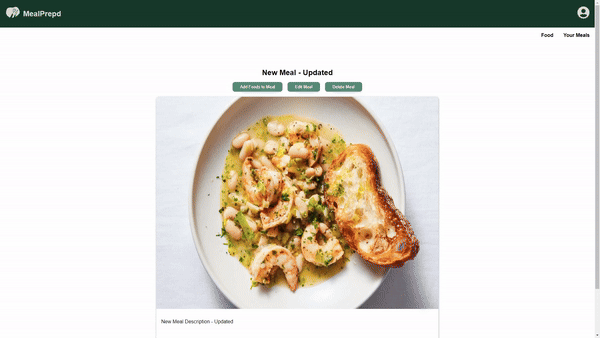 MealPrepd
Food Your Meals
New Meal - Updated
Add Foods to Meal Edit Meal Delete Meal
New Meal Description - Updated